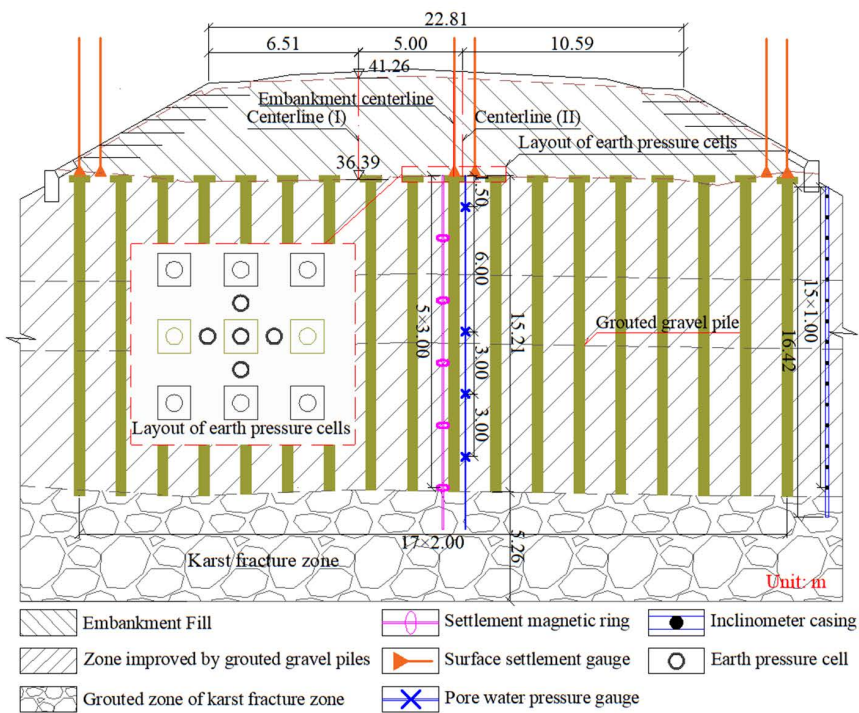 22.81
6.51
5.00
10.59
41.26
Embankment centerline
Centerline (I)
Centerline (II)
Layout of earth pressure cells
36.39
1.50
6.00
5×3.00
15.21
15×1.00
Grouted gravel pile
16.42
3.00
3.00
Layout of earth pressure cells
17×2.00
5.26
Karst fracture zone
Unit: m
Embankment Fill
Settlement magnetic ring
Inclinometer casing
Zone improved by grouted gravel piles
Surface settlement gauge
Earth pressure cell
Grouted zone of karst fracture zone
Pore water pressure gauge